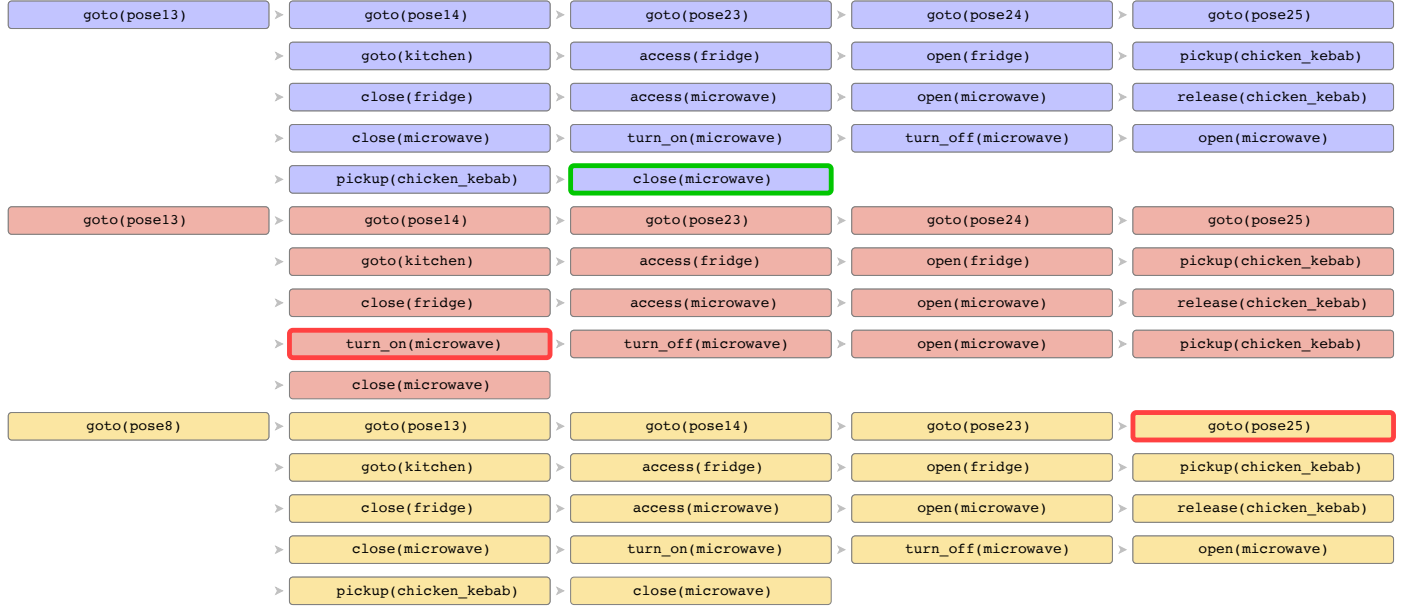 goto(pose13) goto(pose14) goto(pose23) goto(pose24) goto(pose25)
goto(kitchen) access(fridge) open(fridge) pickup(chicken_kebab)
close(fridge) access(microwave) open(microwave) release(chicken_kebab)
close(microwave) turn_on(microwave) turn_off(microwave) open(microwave)
pickup(chicken_kebab) close(microwave)
goto(pose13) goto(pose14) goto(pose23) goto(pose24) goto(pose25)
goto(kitchen) access(fridge) open(fridge) pickup(chicken_kebab)
close(fridge) access(microwave) open(microwave) release(chicken_kebab)
turn_on(microwave) turn_off(microwave) open(microwave) pickup(chicken_kebab)
close(microwave)
goto(pose8) goto(pose13) goto(pose14) goto(pose23) goto(pose25)
goto(kitchen) access(fridge) open(fridge) pickup(chicken_kebab)
close(fridge) access(microwave) open(microwave) release(chicken_kebab)
close(microwave) turn_on(microwave) turn_off(microwave) open(microwave)
pickup(chicken_kebab) close(microwave)